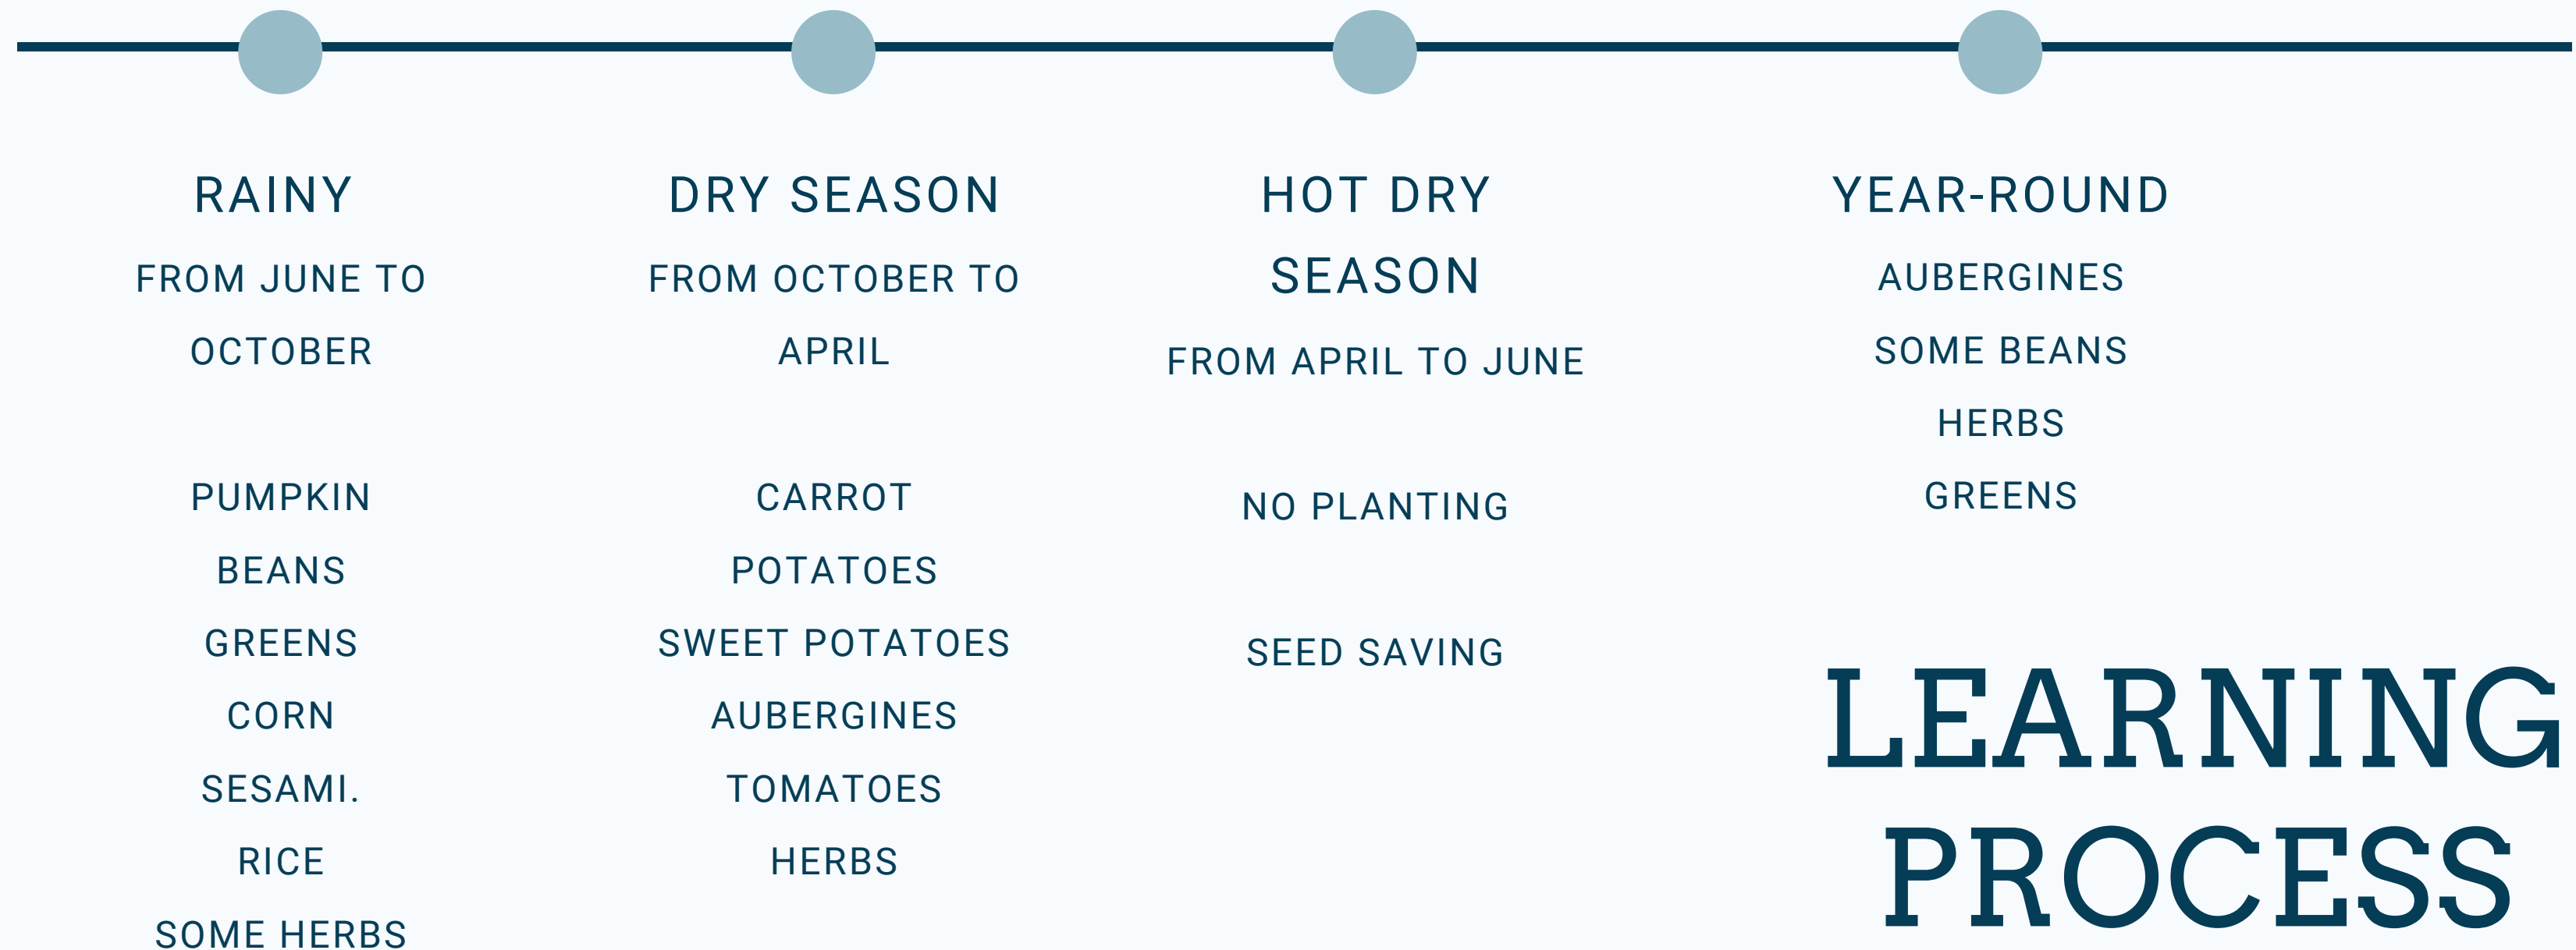 RAINY
FROM JUNE TO
OCTOBER
PUMPKIN
BEANS
GREENS
CORN
SESAMI.
RICE
SOME HERBS
DRY SEASON
FROM OCTOBER TO
APRIL
CARROT
POTATOES
SWEET POTATOES
AUBERGINES
TOMATOES
HERBS
HOT DRY
SEASON
FROM APRIL TO JUNE
NO PLANTING
SEED SAVING
YEAR-ROUND
AUBERGINES
SOME BEANS
HERBS
GREENS
LEARNING
PROCESS